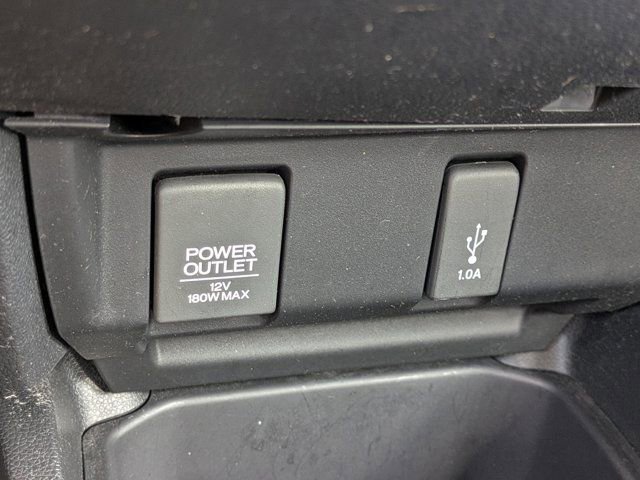 POWER
OUTLET
12V
180W MAX
1.0A